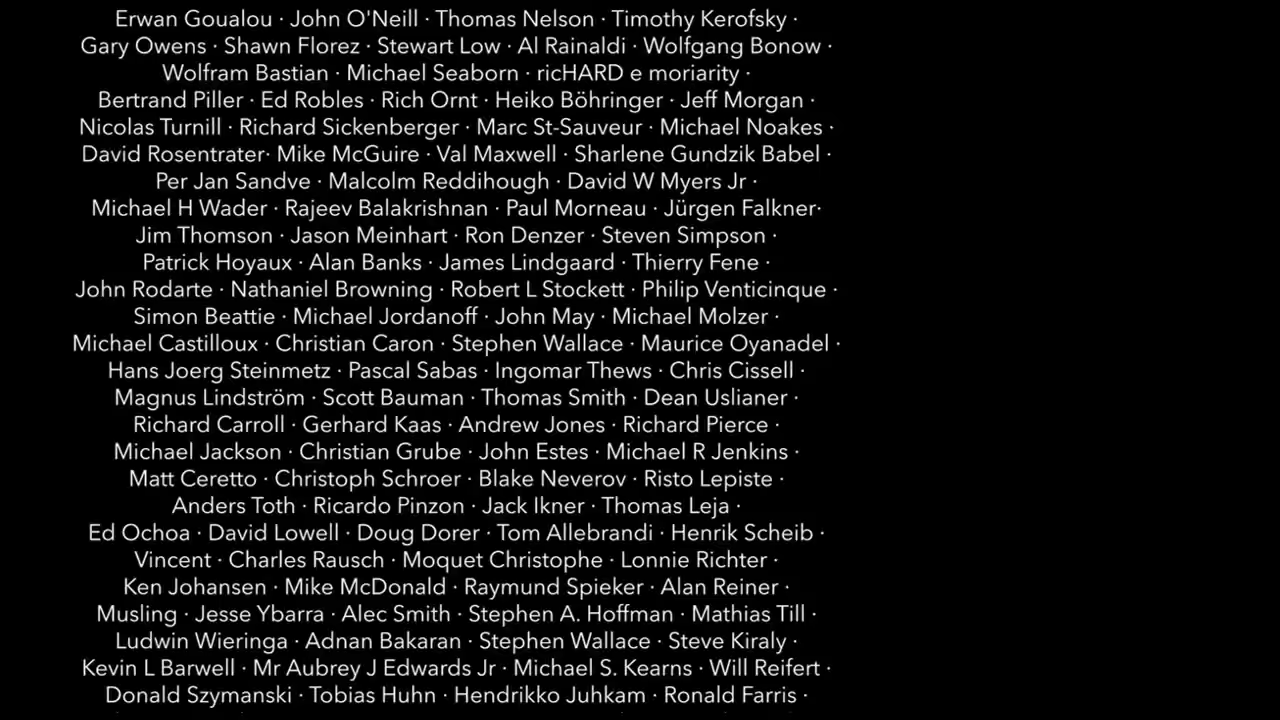 Erwan Goualou · John O'Neill · Thomas Nelson · Timothy Kerofsky ·
Gary Owens · Shawn Florez · Stewart Low · Al Rainaldi · Wolfgang Bonow ·
Wolfram Bastian · Michael Seaborn · ricHARD e moriarity ·
Bertrand Piller · Ed Robles · Rich Ornt · Heiko Böhringer · Jeff Morgan ·
Nicolas Turnill · Richard Sickenberger · Marc St-Sauveur · Michael Noakes ·
David Rosentrater· Mike McGuire · Val Maxwell · Sharlene Gundzik Babel ·
Per Jan Sandve · Malcolm Reddihough · David W Myers Jr ·
Michael H Wader · Rajeev Balakrishnan · Paul Morneau · Jürgen Falkner·
Jim Thomson · Jason Meinhart · Ron Denzer · Steven Simpson ·
Patrick Hoyaux · Alan Banks · James Lindgaard · Thierry Fene ·
John Rodarte · Nathaniel Browning · Robert L Stockett · Philip Venticinque ·
Simon Beattie · Michael Jordanoff · John May · Michael Molzer ·
Michael Castilloux · Christian Caron · Stephen Wallace · Maurice Oyanadel ·
Hans Joerg Steinmetz · Pascal Sabas · Ingomar Thews · Chris Cissell ·
Magnus Lindström · Scott Bauman · Thomas Smith · Dean Uslianer ·
Richard Carroll · Gerhard Kaas · Andrew Jones · Richard Pierce ·
Michael Jackson · Christian Grube · John Estes · Michael R Jenkins ·
Matt Ceretto · Christoph Schroer · Blake Neverov · Risto Lepiste ·
Anders Toth · Ricardo Pinzon · Jack Ikner · Thomas Leja ·
Ed Ochoa · David Lowell · Doug Dorer · Tom Allebrandi · Henrik Scheib ·
Vincent · Charles Rausch · Moquet Christophe · Lonnie Richter ·
Ken Johansen · Mike McDonald · Raymund Spieker · Alan Reiner ·
Musling · Jesse Ybarra · Alec Smith · Stephen A. Hoffman · Mathias Till ·
Ludwin Wieringa · Adnan Bakaran · Stephen Wallace · Steve Kiraly ·
Kevin L Barwell · Mr Aubrey J Edwards Jr · Michael S. Kearns · Will Reifert ·
Donald Szymanski · Tobias Huhn · Hendrikko Juhkam · Ronald Farris ·